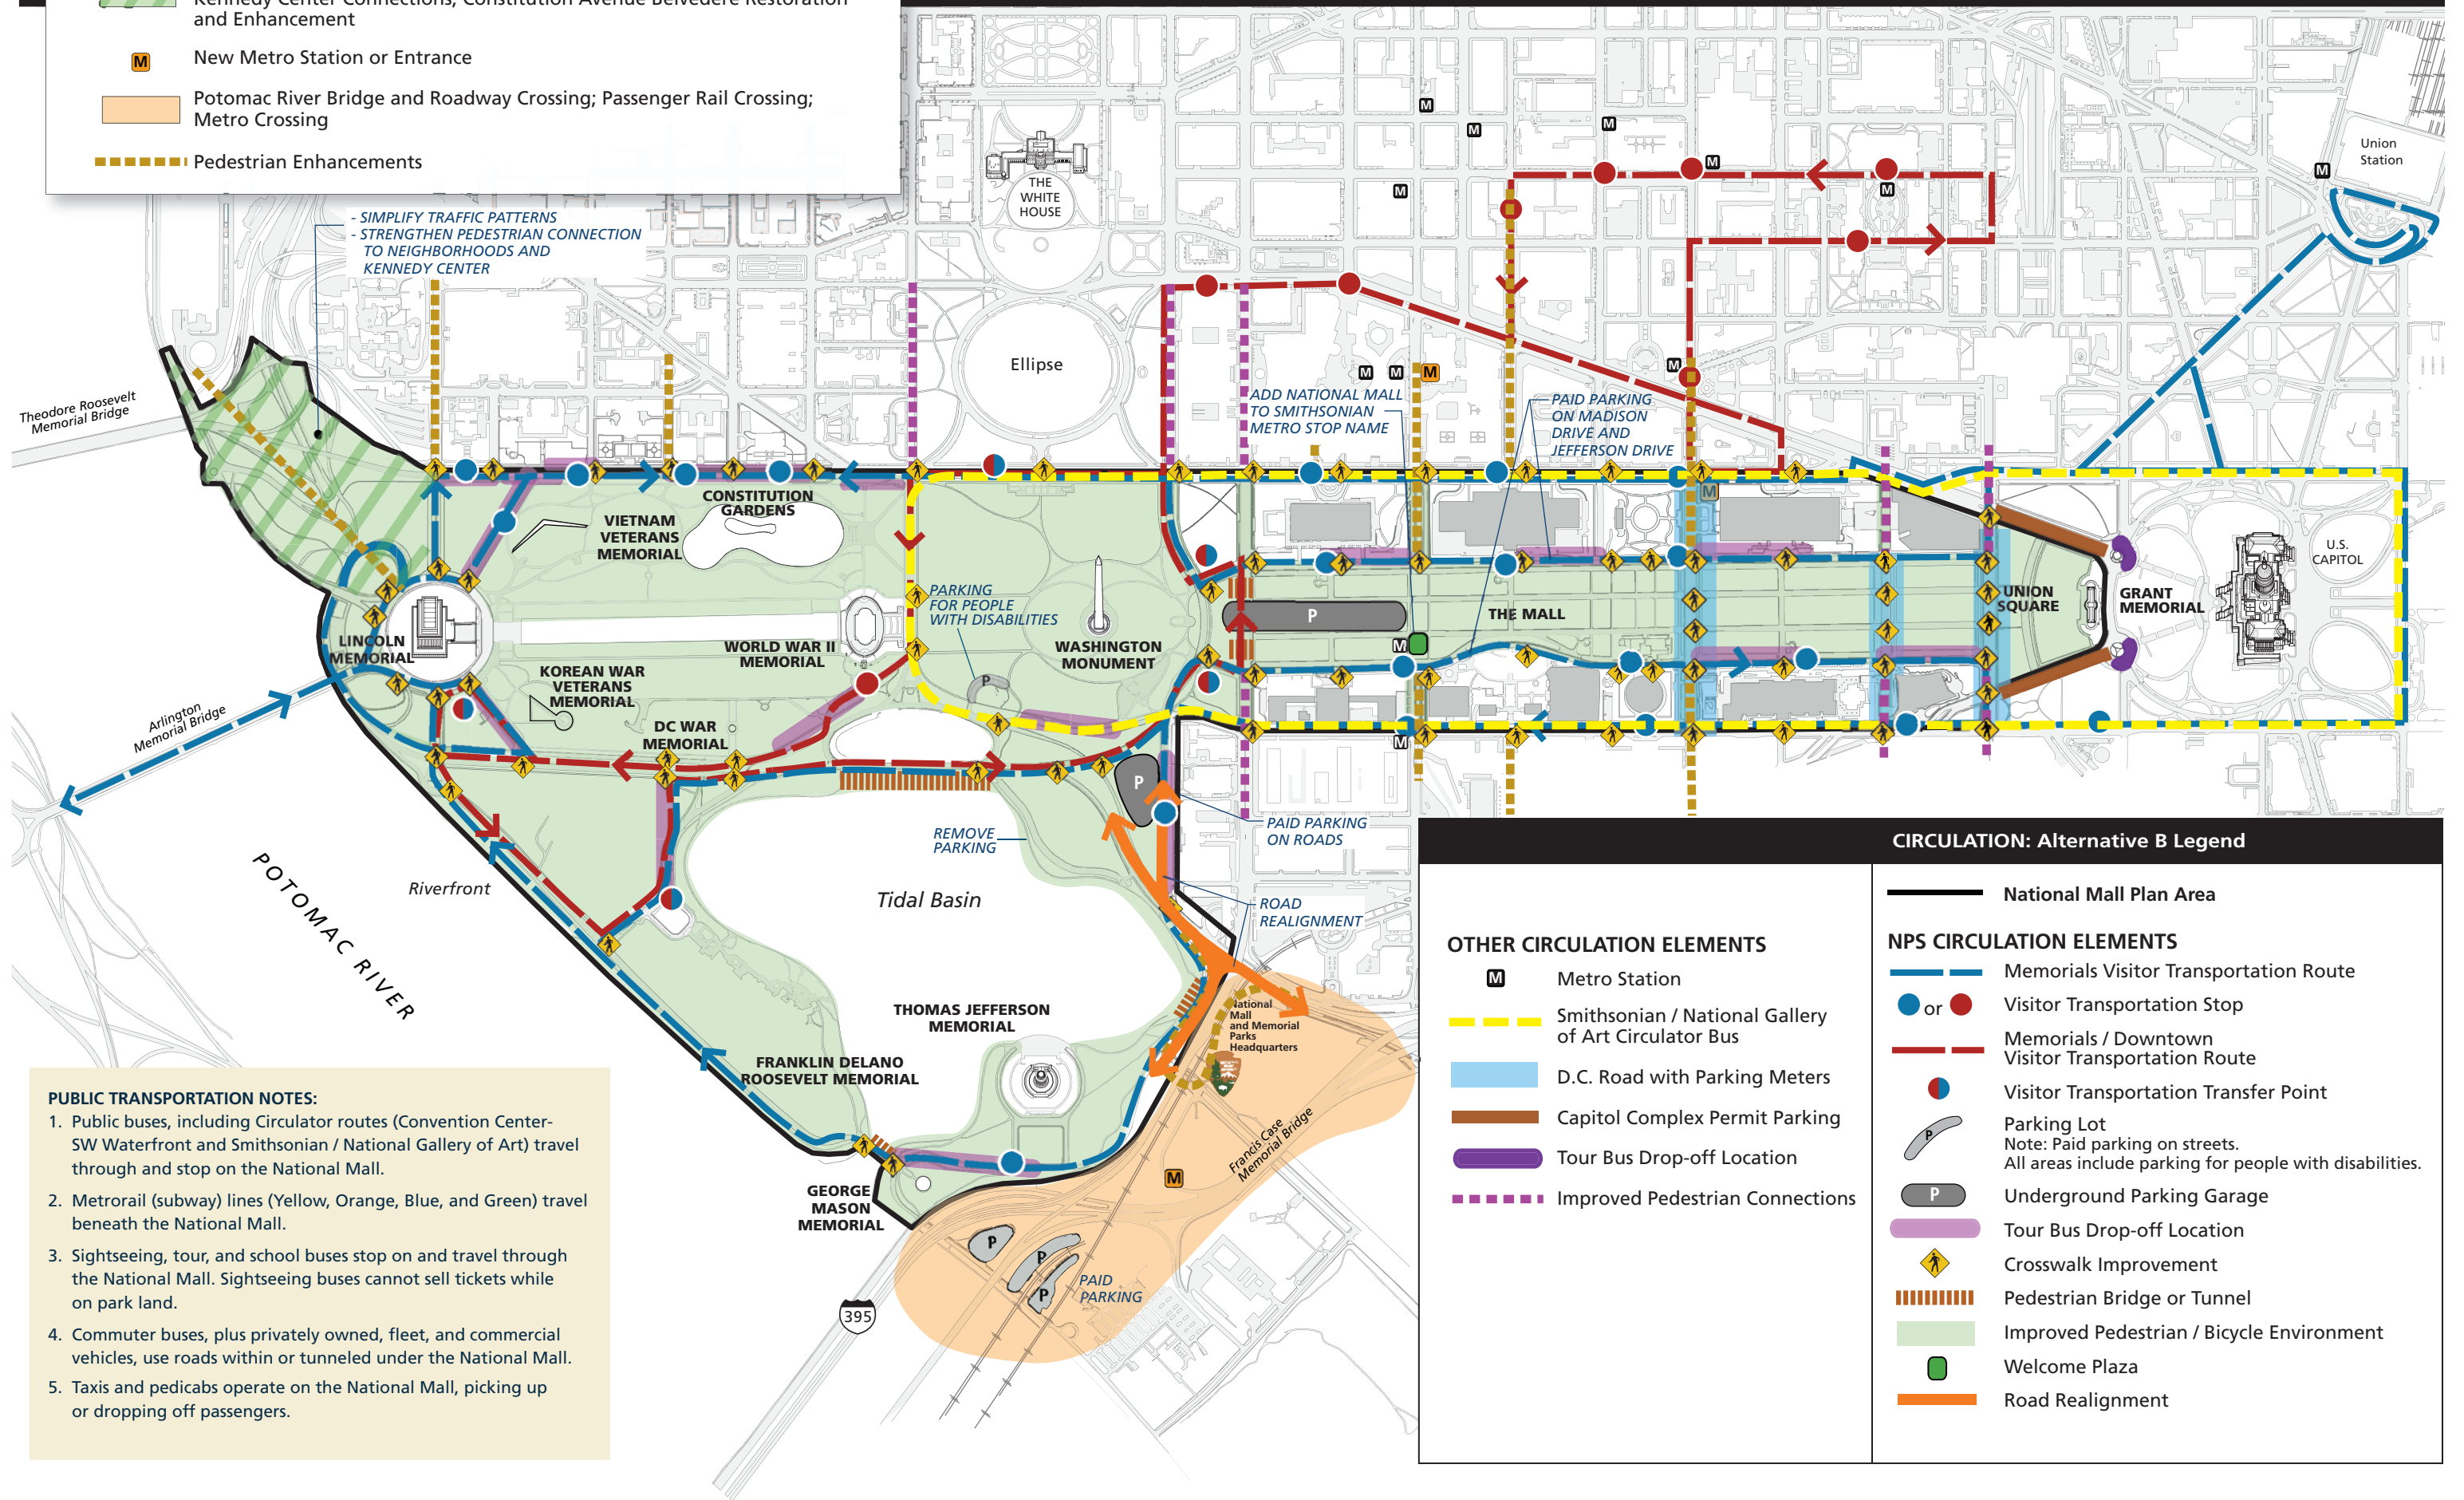 Kennedy Center Connections; Constitution Avenue Belvedere Restoration
and Enhancement
M
New Metro Station or Entrance
Potomac River Bridge and Roadway Crossing; Passenger Rail Crossing;
Metro Crossing
Pedestrian Enhancements
- SIMPLIFY TRAFFIC PATTERNS
- STRENGTHEN PEDESTRIAN CONNECTION
TO NEIGHBORHOODS AND
KENNEDY CENTER
THE
WHITE
HOUSE
Union
Station
M
M
M
M
M
M
M
M
Ellipse
Theodore Roosevelt
Memorial Bridge
M
M
M
ADD NATIONAL MALL
TO SMITHSONIAN
METRO STOP NAME
PAID PARKING
ON MADISON
DRIVE AND
JEFFERSON DRIVE
M
CONSTITUTION
GARDENS
VIETNAM
VETERANS
MEMORIAL
PARKING
FOR PEOPLE
WITH DISABILITIES
P
THE MALL
UNION
SQUARE
GRANT
MEMORIAL
U.S.
CAPITOL
LINCOLN
MEMORIAL
WORLD WAR II
MEMORIAL
WASHINGTON
MONUMENT
M
KOREAN WAR
VETERANS
MEMORIAL
P
DC WAR
MEMORIAL
M
Arlington
Memorial Bridge
P
REMOVE
PARKING
PAID PARKING
ON ROADS
POTOMAC RIVER
Riverfront
Tidal Basin
ROAD
REALIGNMENT
THOMAS JEFFERSON
MEMORIAL
National
Mall
and Memorial
Parks
Headquarters
FRANKLIN DELANO
ROOSEVELT MEMORIAL
Francis Case
Memorial Bridge
M
GEORGE
MASON
MEMORIAL
P
P
P
PAID
PARKING
395
PUBLIC TRANSPORTATION NOTES:
1. Public buses, including Circulator routes (Convention Center-
SW Waterfront and Smithsonian / National Gallery of Art) travel
through and stop on the National Mall.
2. Metrorail (subway) lines (Yellow, Orange, Blue, and Green) travel
beneath the National Mall.
3. Sightseeing, tour, and school buses stop on and travel through
the National Mall. Sightseeing buses cannot sell tickets while
on park land.
4. Commuter buses, plus privately owned, fleet, and commercial
vehicles, use roads within or tunneled under the National Mall.
5. Taxis and pedicabs operate on the National Mall, picking up
or dropping off passengers.
CIRCULATION: Alternative B Legend
OTHER CIRCULATION ELEMENTS
M
Metro Station
Smithsonian / National Gallery
of Art Circulator Bus
D.C. Road with Parking Meters
Capitol Complex Permit Parking
Tour Bus Drop-off Location
Improved Pedestrian Connections
National Mall Plan Area
NPS CIRCULATION ELEMENTS
Memorials Visitor Transportation Route
or
Visitor Transportation Stop
Memorials / Downtown
Visitor Transportation Route
Visitor Transportation Transfer Point
P
Parking Lot
Note: Paid parking on streets.
All areas include parking for people with disabilities.
P
Underground Parking Garage
Tour Bus Drop-off Location
Crosswalk Improvement
Pedestrian Bridge or Tunnel
Improved Pedestrian / Bicycle Environment
Welcome Plaza
Road Realignment